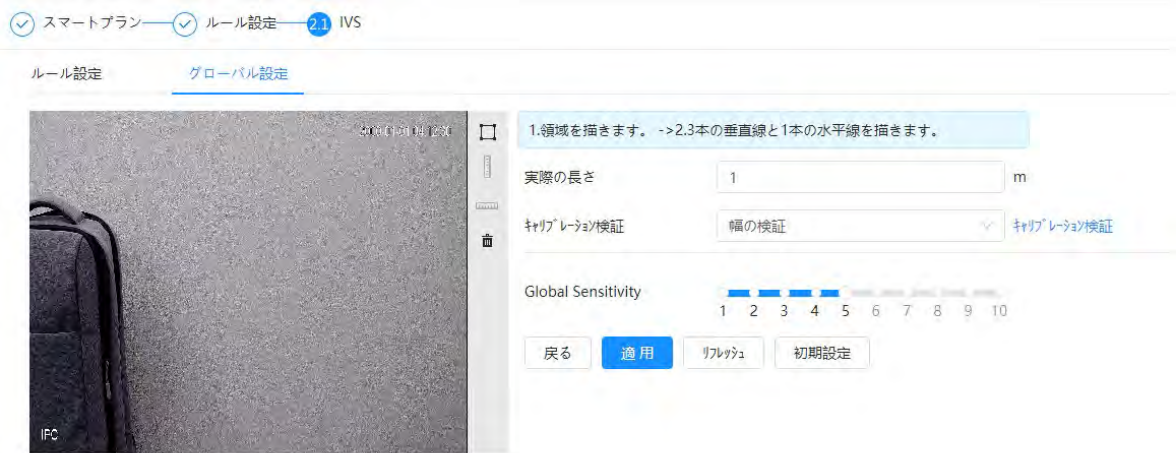 スマートプラン ルール設定 2.1 IVS
ルール設定 グローバル設定
1.領域を描きます。 ->2.3本の垂直線と1本の水平線を描きます。
実際の長さ 1 m
ｷｬﾘﾌﾞﾚｰｼｮﾝ検証 幅の検証 ｷｬﾘﾌﾞﾚｰｼｮﾝ検証
Global Sensitivity
1 2 3 4 5 6 7 8 9 10
戻る 適用 ﾘﾌﾚｯｼｭ 初期設定
IPC